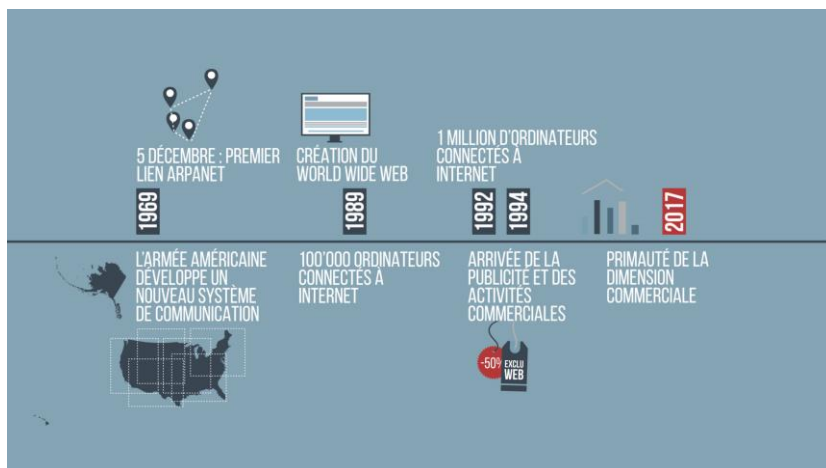 5 DÉCEMBRE : PREMIER
LIEN ARPANET
1969
L'ARMÉE AMÉRICAINE
DÉVELOPPE UN
NOUVEAU SYSTÈME
DE COMMUNICATION
CRÉATION DU
WORLD WIDE WEB
1989
100'000 ORDINATEURS
CONNECTÉS À
INTERNET
1 MILLION D'ORDINATEURS
CONNECTÉS À
INTERNET
1992
1994
ARRIVÉE DE LA
PUBLICITÉ ET DES
ACTIVITÉS
COMMERCIALES
-50%
EXCLU
WEB
2017
PRIMAUTÉ DE LA
DIMENSION
COMMERCIALE